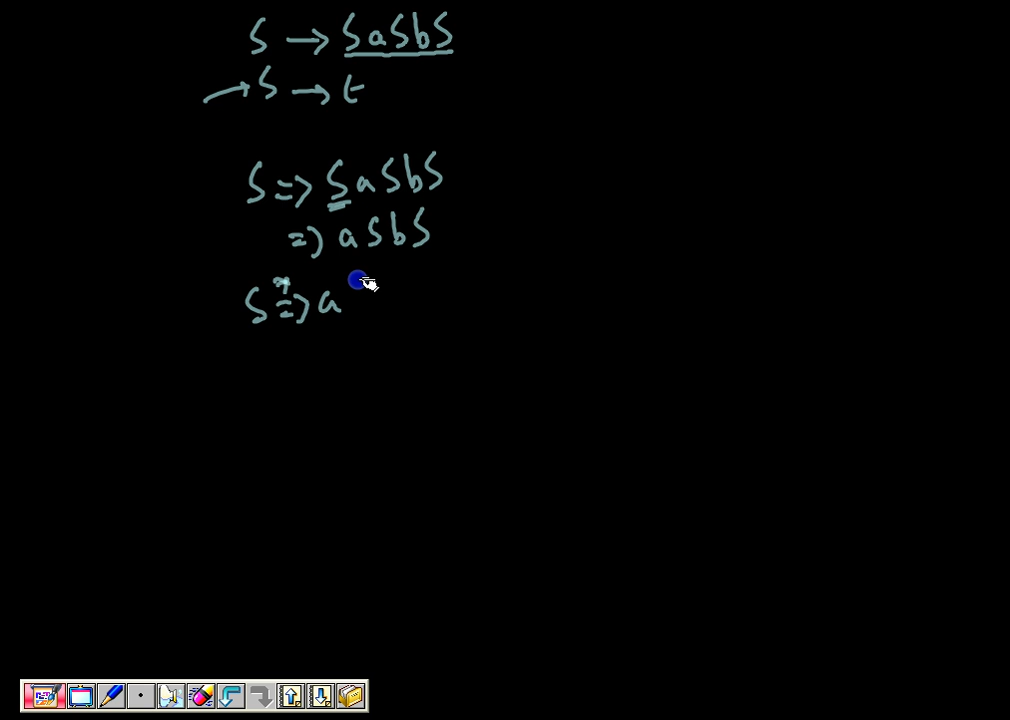 S → SaSbS
→ S → t
S => SaSbS
=> aSbS
S *=> a